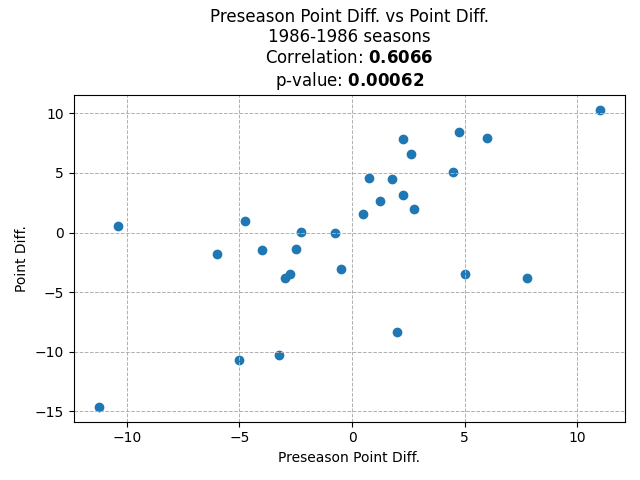 Preseason Point Diff. vs Point Diff.
1986-1986 seasons
Correlation: 0.6066
p-value: 0.00062
10
5
0
−5
−10
−15
Point Diff.
−10
−5
0
5
10
Preseason Point Diff.